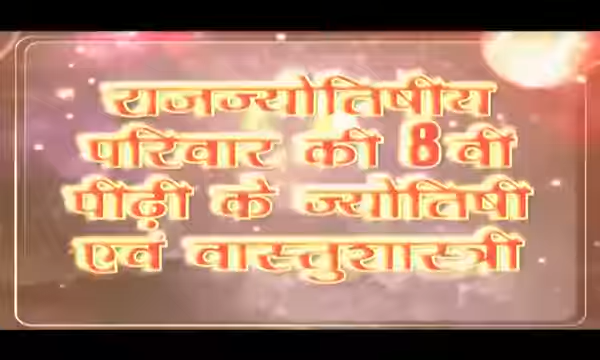 राजज्योतिषीय
परिवार की 8 वीं
पीढ़ी के ज्योतिषी
एवं वास्तुशास्त्री